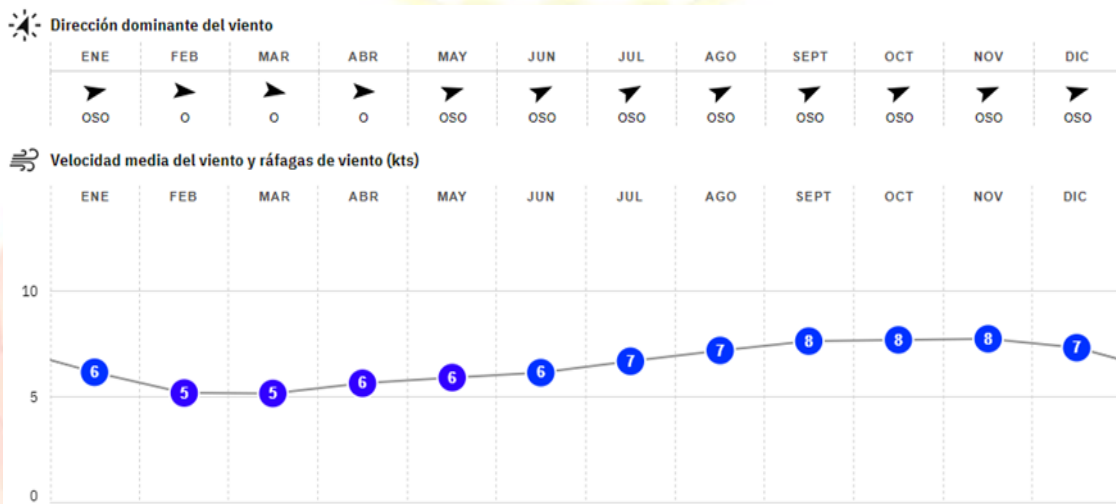 Dirección dominante del viento
ENE FEB MAR ABR MAY JUN JUL AGO SEPT OCT NOV DIC
OSO O O O OSO OSO OSO OSO OSO OSO OSO OSO
Velocidad media del viento y ráfagas de viento (kts)
ENE FEB MAR ABR MAY JUN JUL AGO SEPT OCT NOV DIC
10
6 5 5 6 6 6 7 7 8 8 8 7
5
0